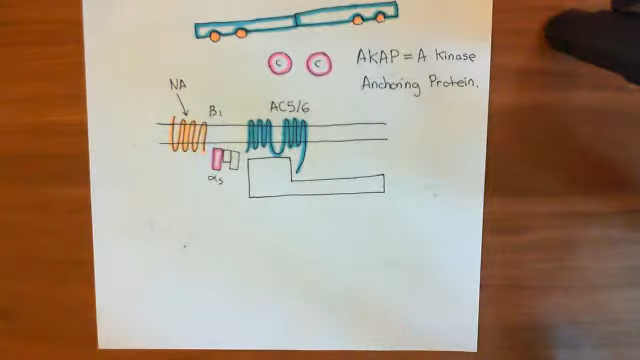 C C
AKAP = A Kinase
Anchoring Protein.
NA
B1
AC5/6
αs